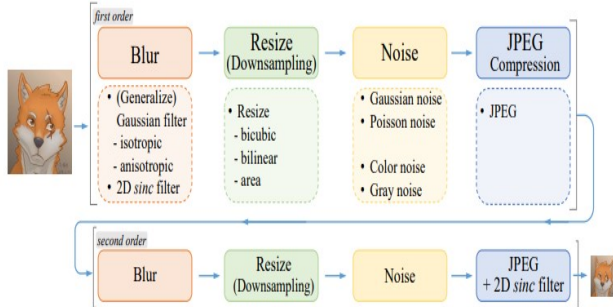 first order
Blur
Resize
(Downsampling)
Noise
JPEG
Compression
• (Generalize)
Gaussian filter
- isotropic
- anisotropic
• 2D sinc filter
• Resize
- bicubic
- bilinear
- area
• Gaussian noise
• Poisson noise
• Color noise
• Gray noise
• JPEG
second order
Blur
Resize
(Downsampling)
Noise
JPEG
+ 2D sinc filter